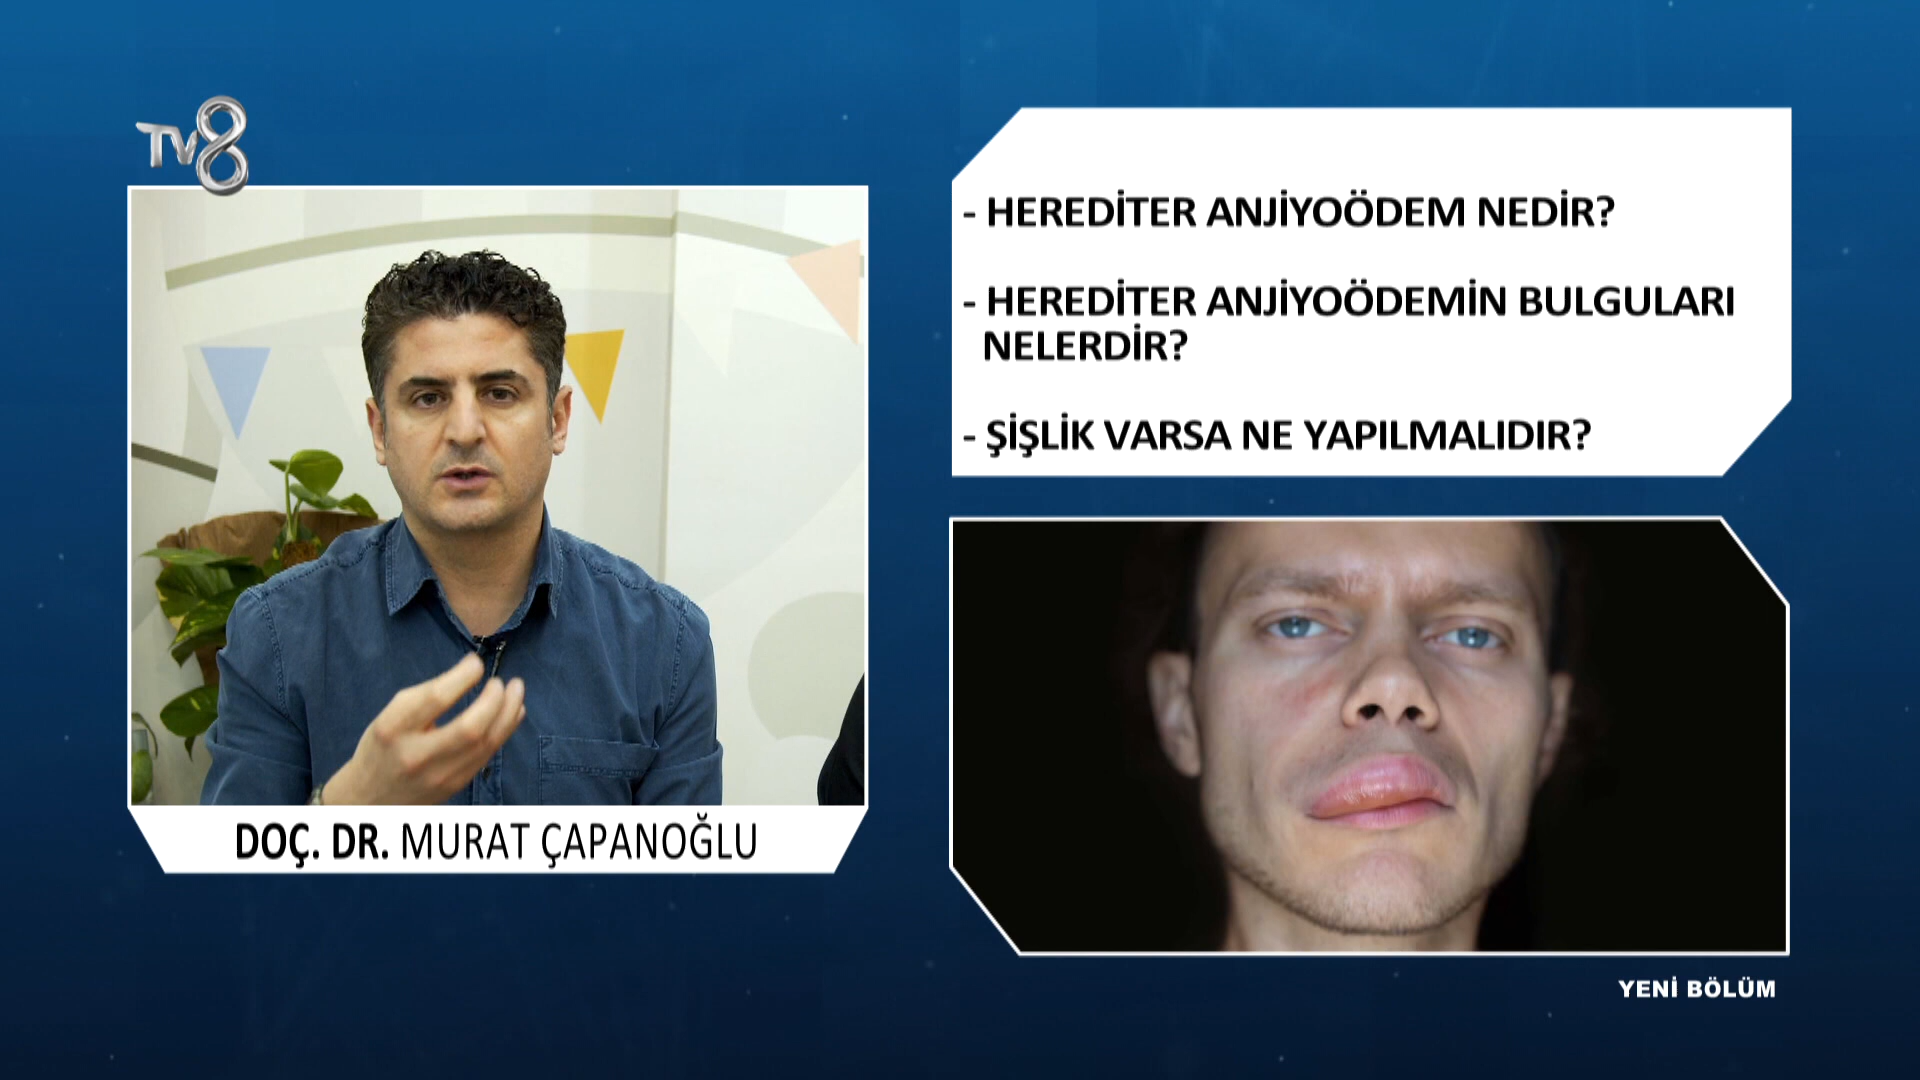 TV8
- HEREDİTER ANJİYOÖDEM NEDİR?
- HEREDİTER ANJİYOÖDEMİN BULGULARI
NELERDİR?
- ŞİŞLİK VARSA NE YAPILMALIDIR?
DOÇ. DR. MURAT ÇAPANOĞLU
YENİ BÖLÜM